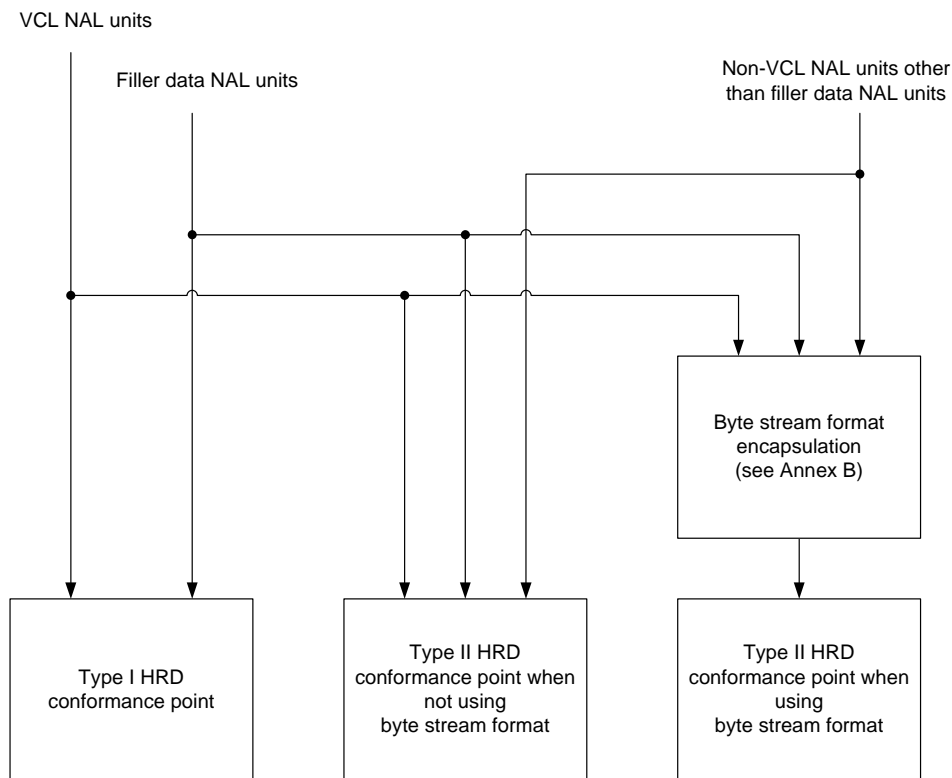 VCL NAL units
Filler data NAL units
Non-VCL NAL units other
than filler data NAL units
Byte stream format
encapsulation
(see Annex B)
Type I HRD
conformance point
Type II HRD
conformance point when
not using
byte stream format
Type II HRD
conformance point when
using
byte stream format